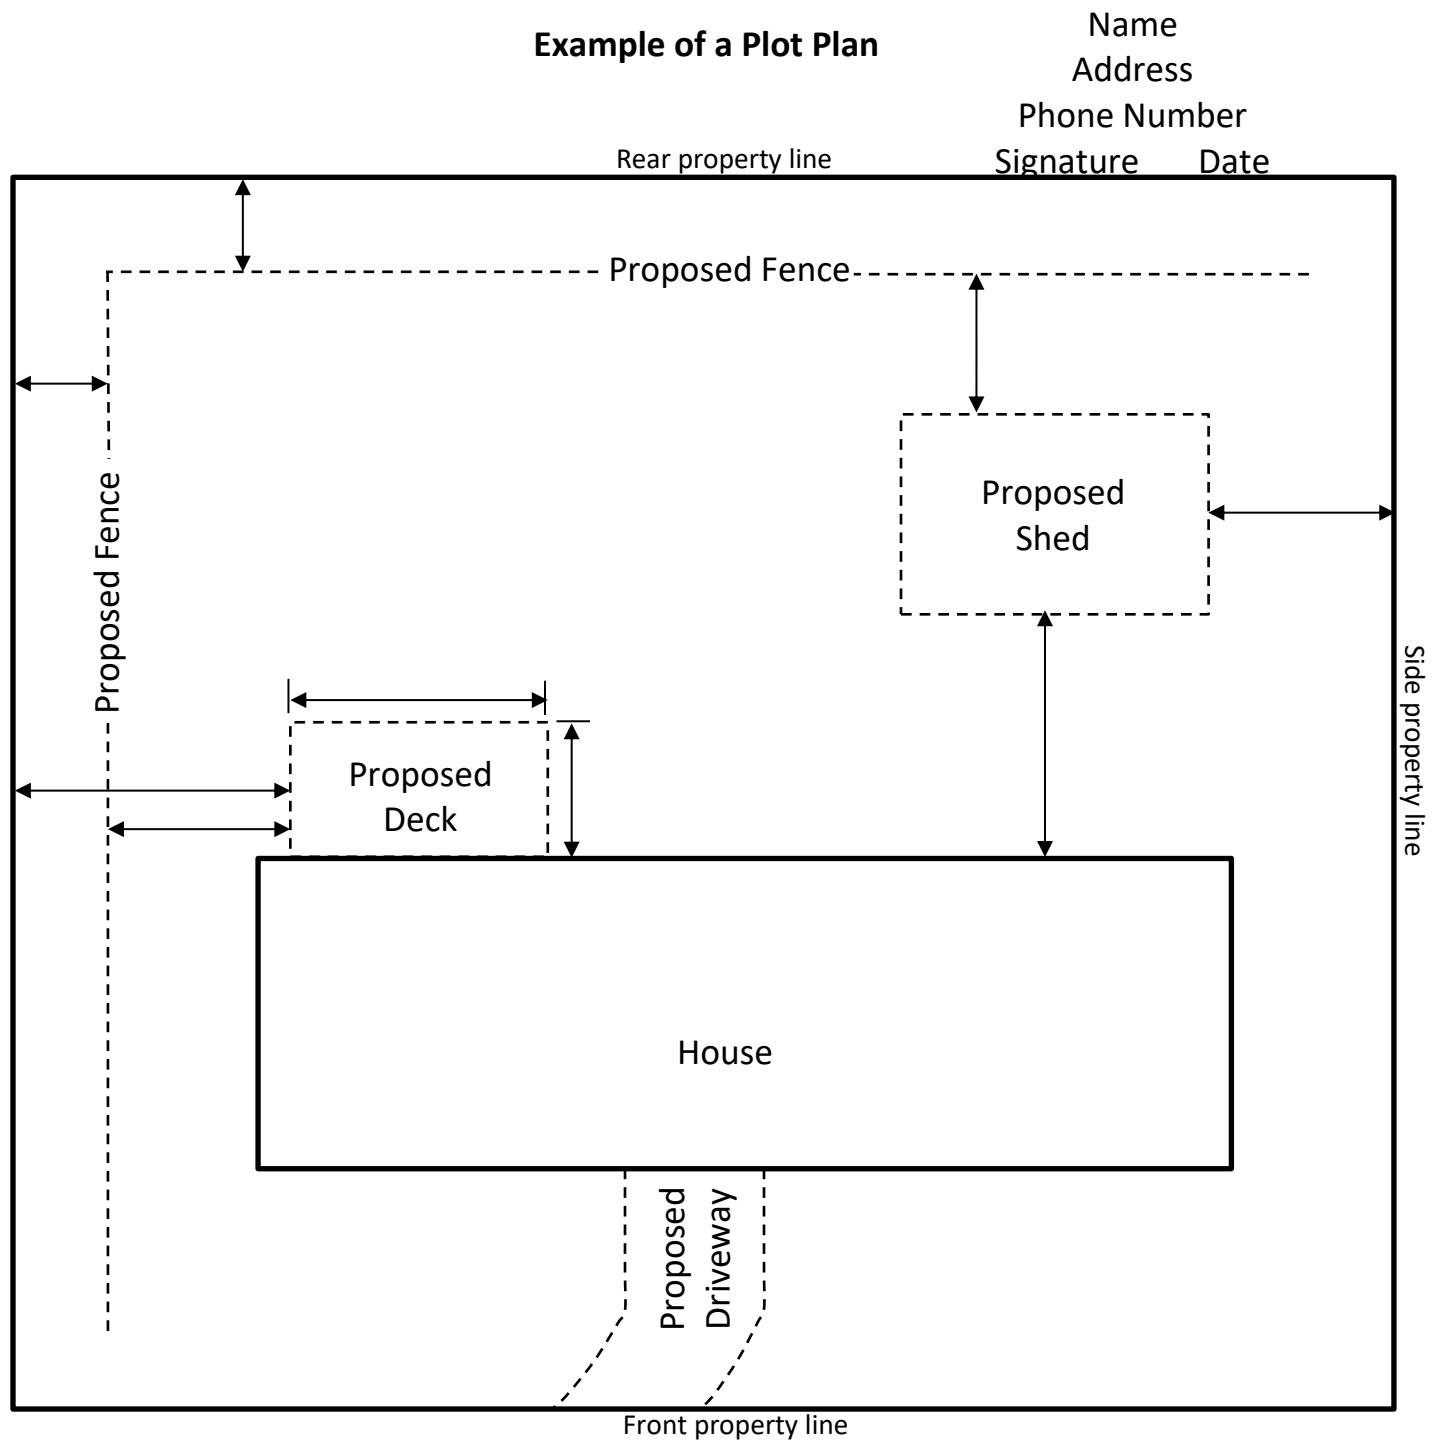 Example of a Plot Plan
Name
Address
Phone Number
Signature Date
Rear property line
Proposed Fence
Proposed Fence
Proposed
Shed
Side property line
Proposed
Deck
House
Proposed
Driveway
Front property line